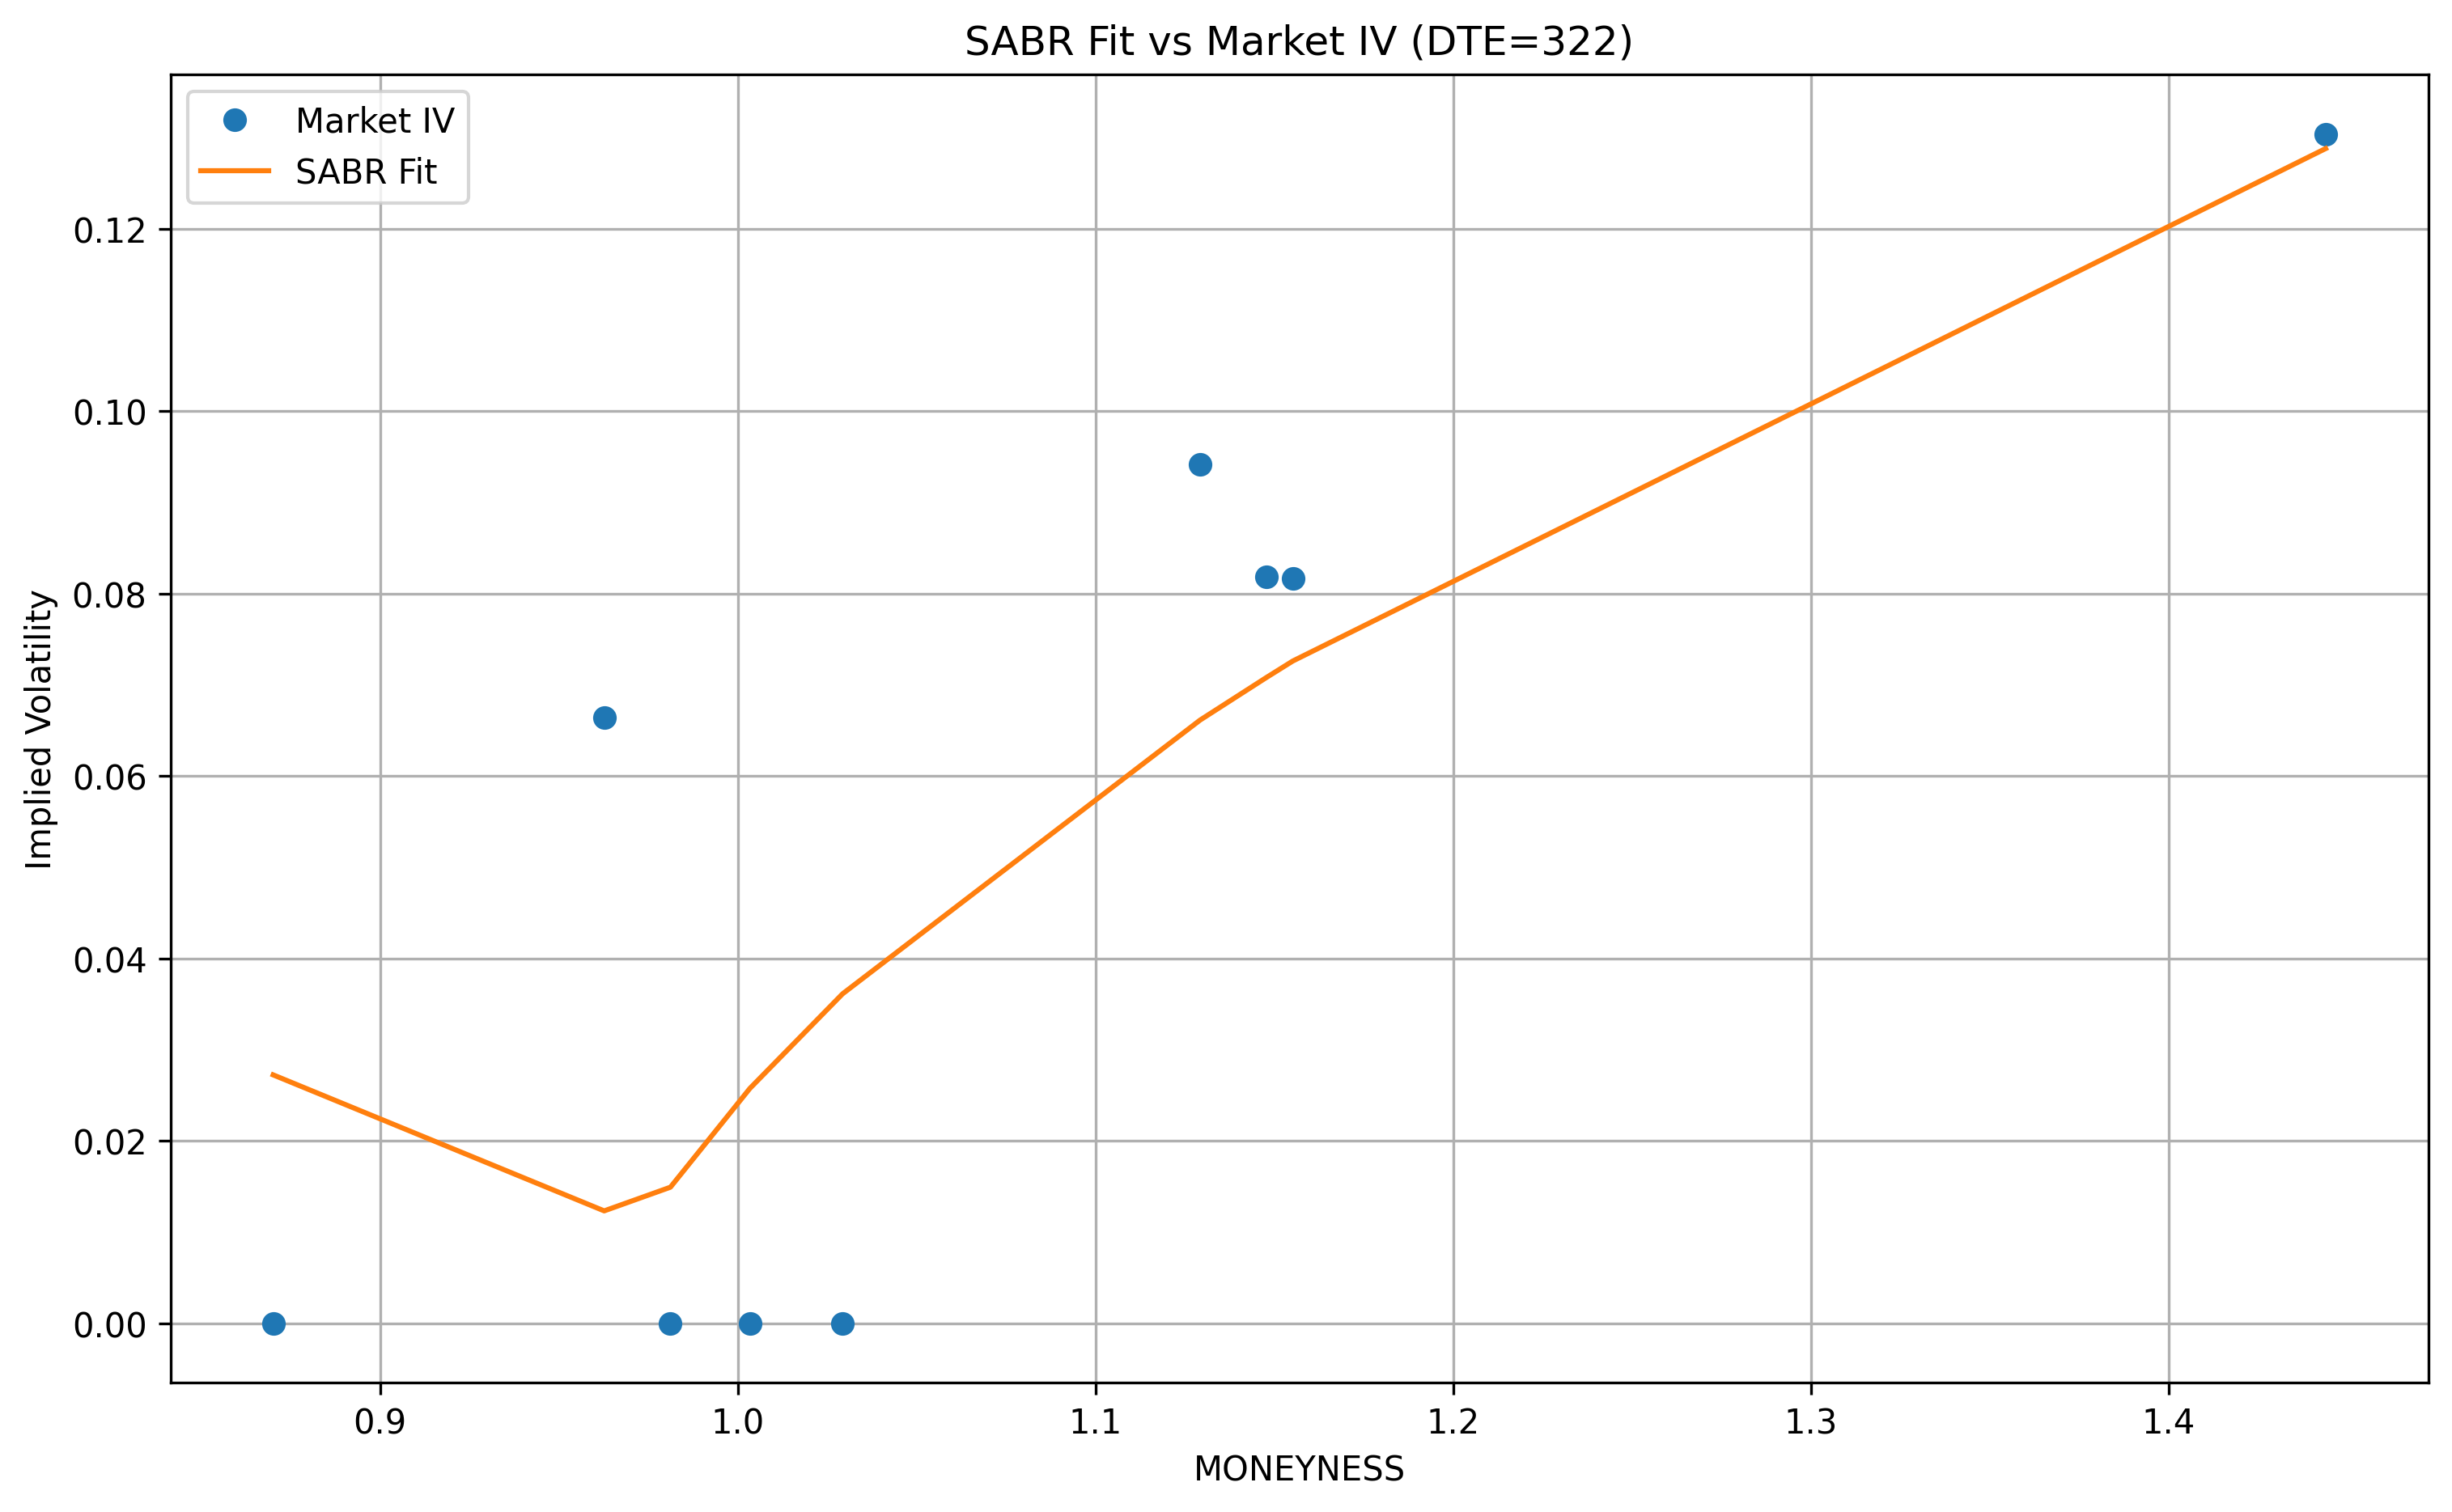 SABR Fit vs Market IV (DTE=322)
Market IV
SABR Fit
Implied Volatility
0.12
0.10
0.08
0.06
0.04
0.02
0.00
0.9
1.0
1.1
1.2
1.3
1.4
MONEYNESS